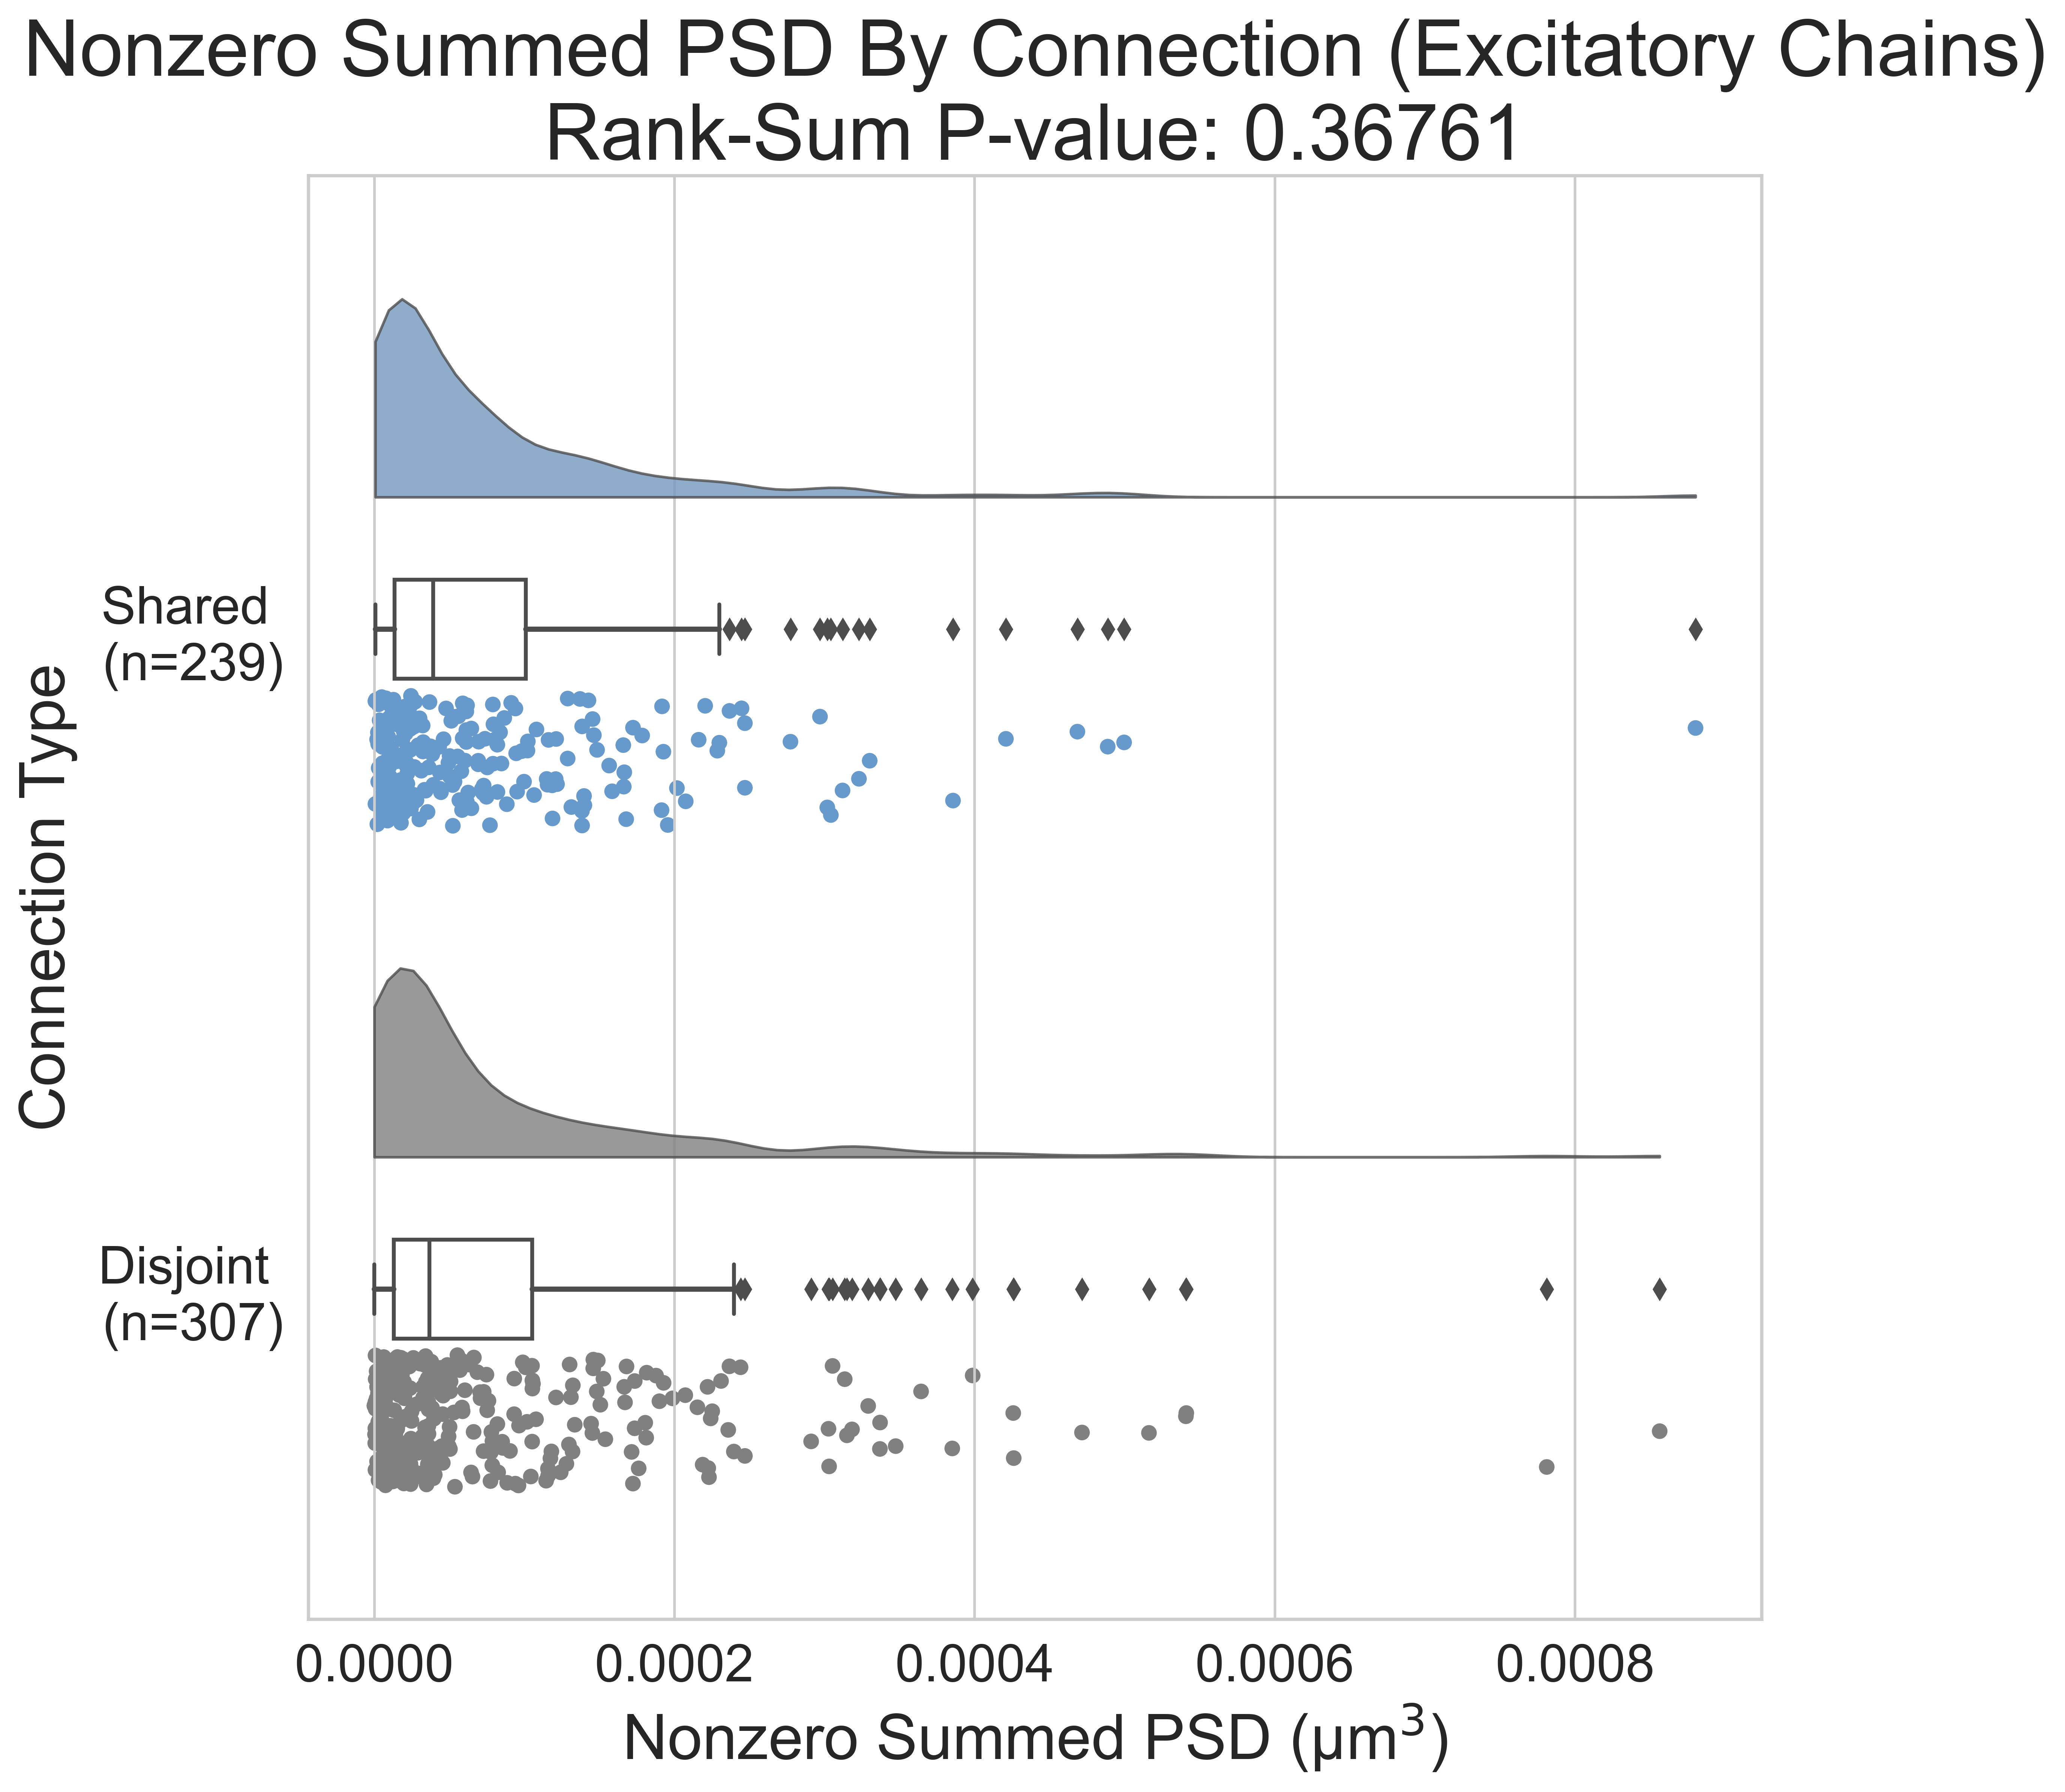 Nonzero Summed PSD By Connection (Excitatory Chains)
Rank-Sum P-value: 0.36761
Connection Type
Shared
(n=239)
Disjoint
(n=307)
0.0000 0.0002 0.0004 0.0006 0.0008
Nonzero Summed PSD (μm³)